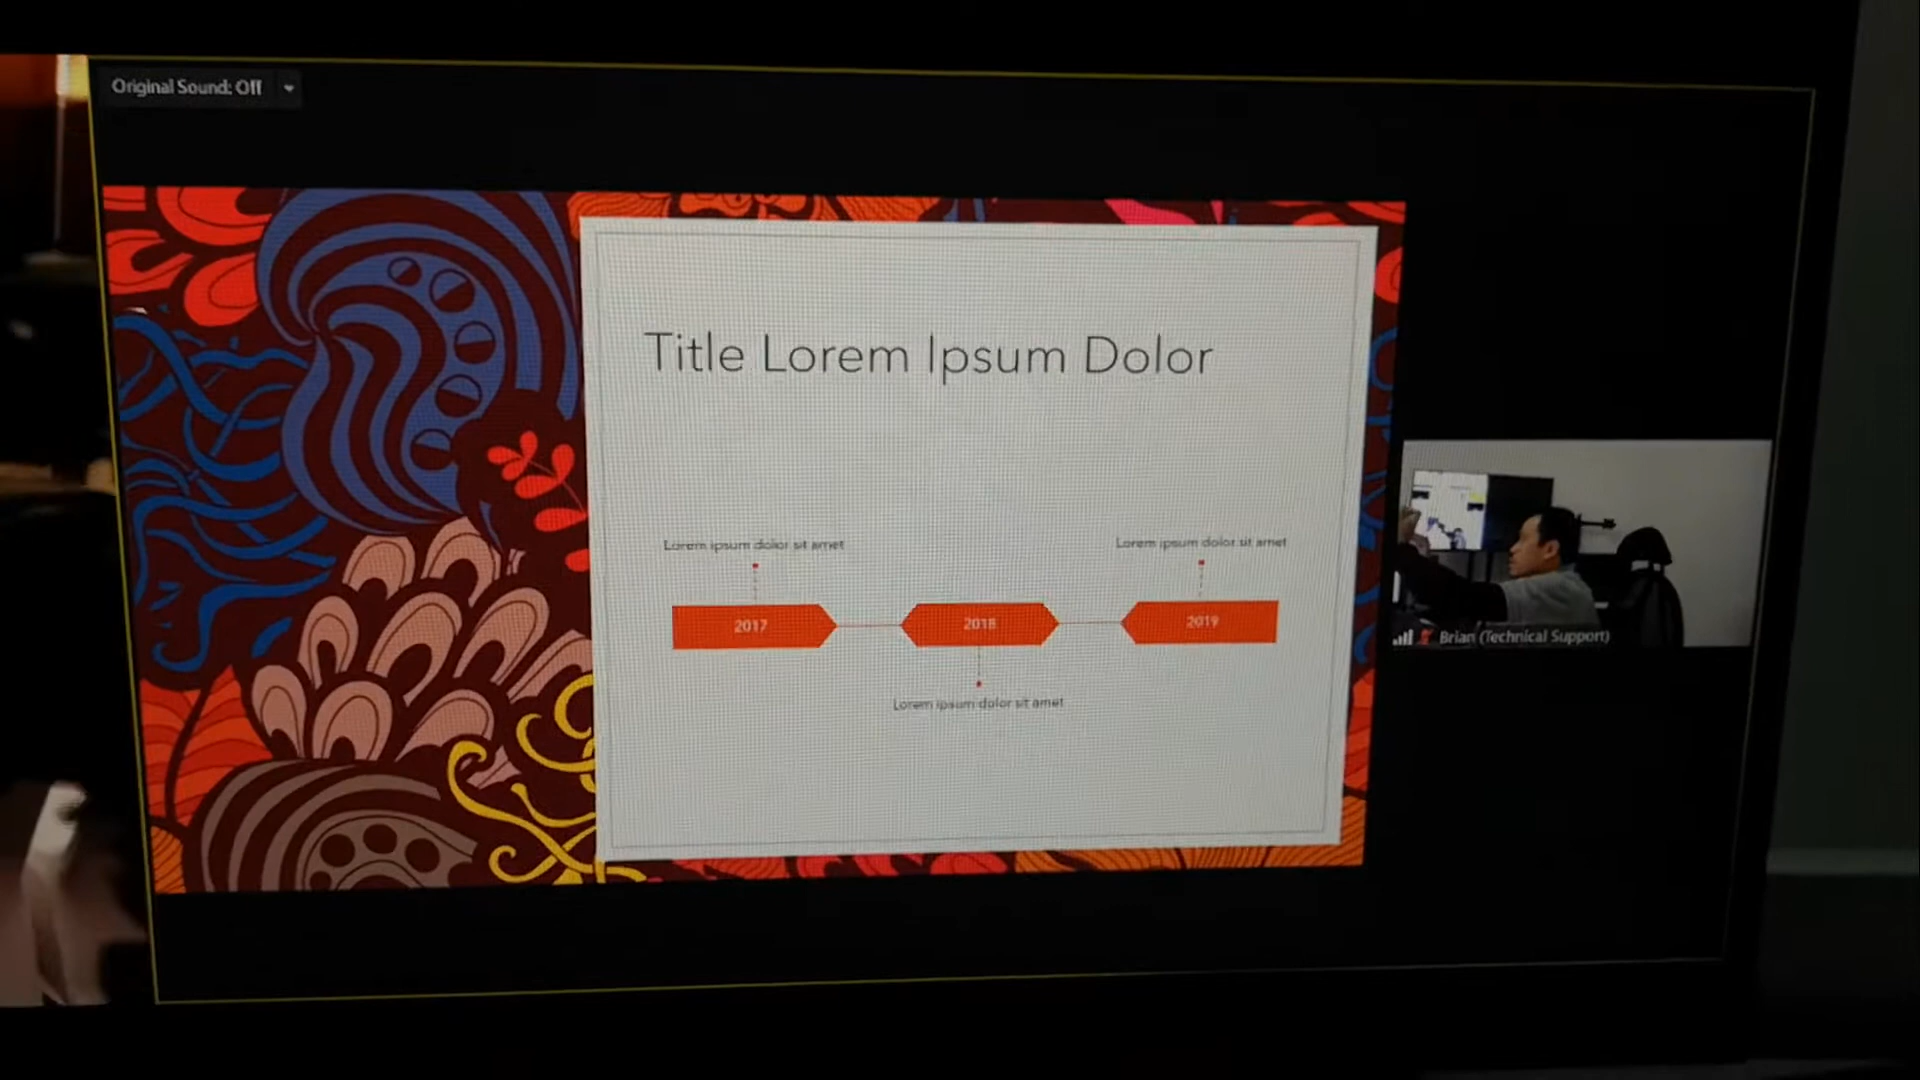 Original Sound: Off
Title Lorem Ipsum Dolor
Lorem ipsum dolor sit amet
Lorem ipsum dolor sit amet
2017
2018
2019
Lorem ipsum dolor sit amet
Brian (Technical Support)